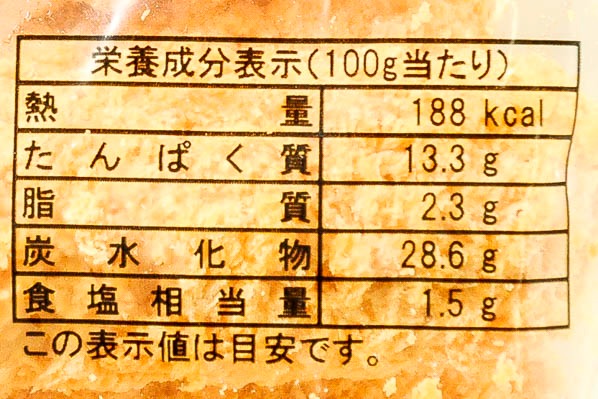 栄養成分表示(100g当たり)
熱量 188 kcal
たんぱく質 13.3 g
脂質 2.3 g
炭水化物 28.6 g
食塩相当量 1.5 g
この表示値は目安です。